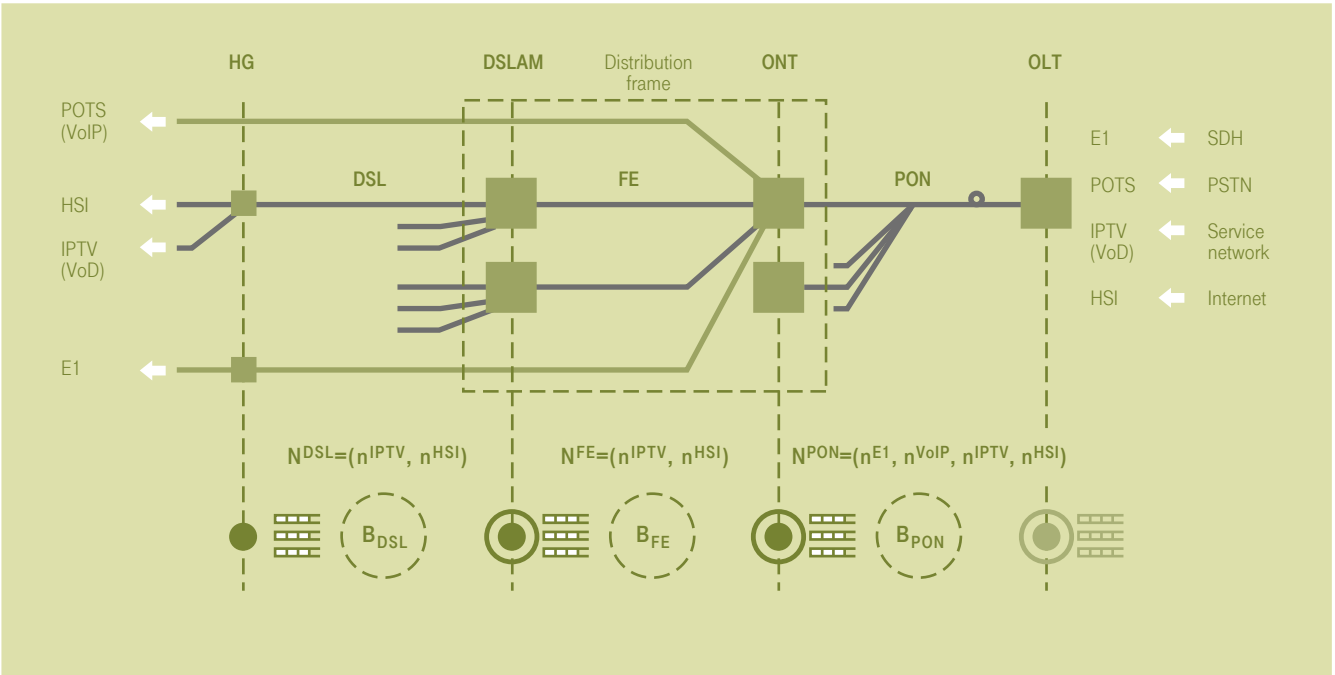 HG
DSLAM
Distribution
frame
ONT
OLT
POTS
(VoIP)
HSI
IPTV
(VoD)
E1
DSL
FE
PON
E1
SDH
POTS
PSTN
IPTV
(VoD)
Service
network
HSI
Internet
N^DSL=(n^IPTV, n^HSI)
N^FE=(n^IPTV, n^HSI)
N^PON=(n^E1, n^VoIP, n^IPTV, n^HSI)
B_DSL
B_FE
B_PON